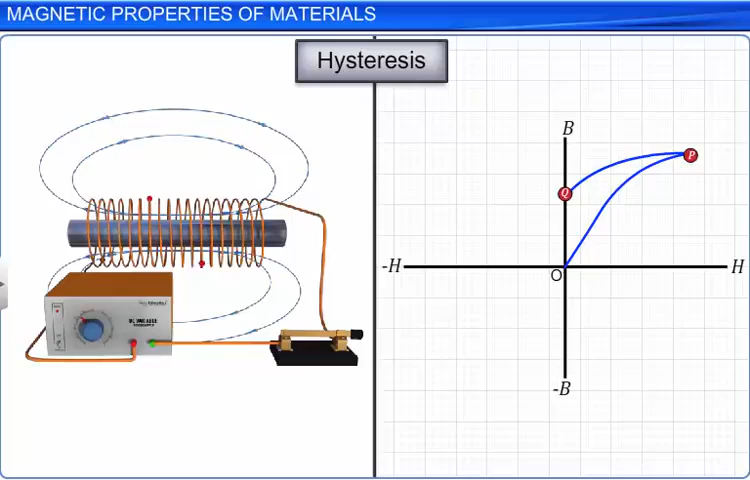 MAGNETIC PROPERTIES OF MATERIALS
Hysteresis
B
P
Q
-H
O
H
-B